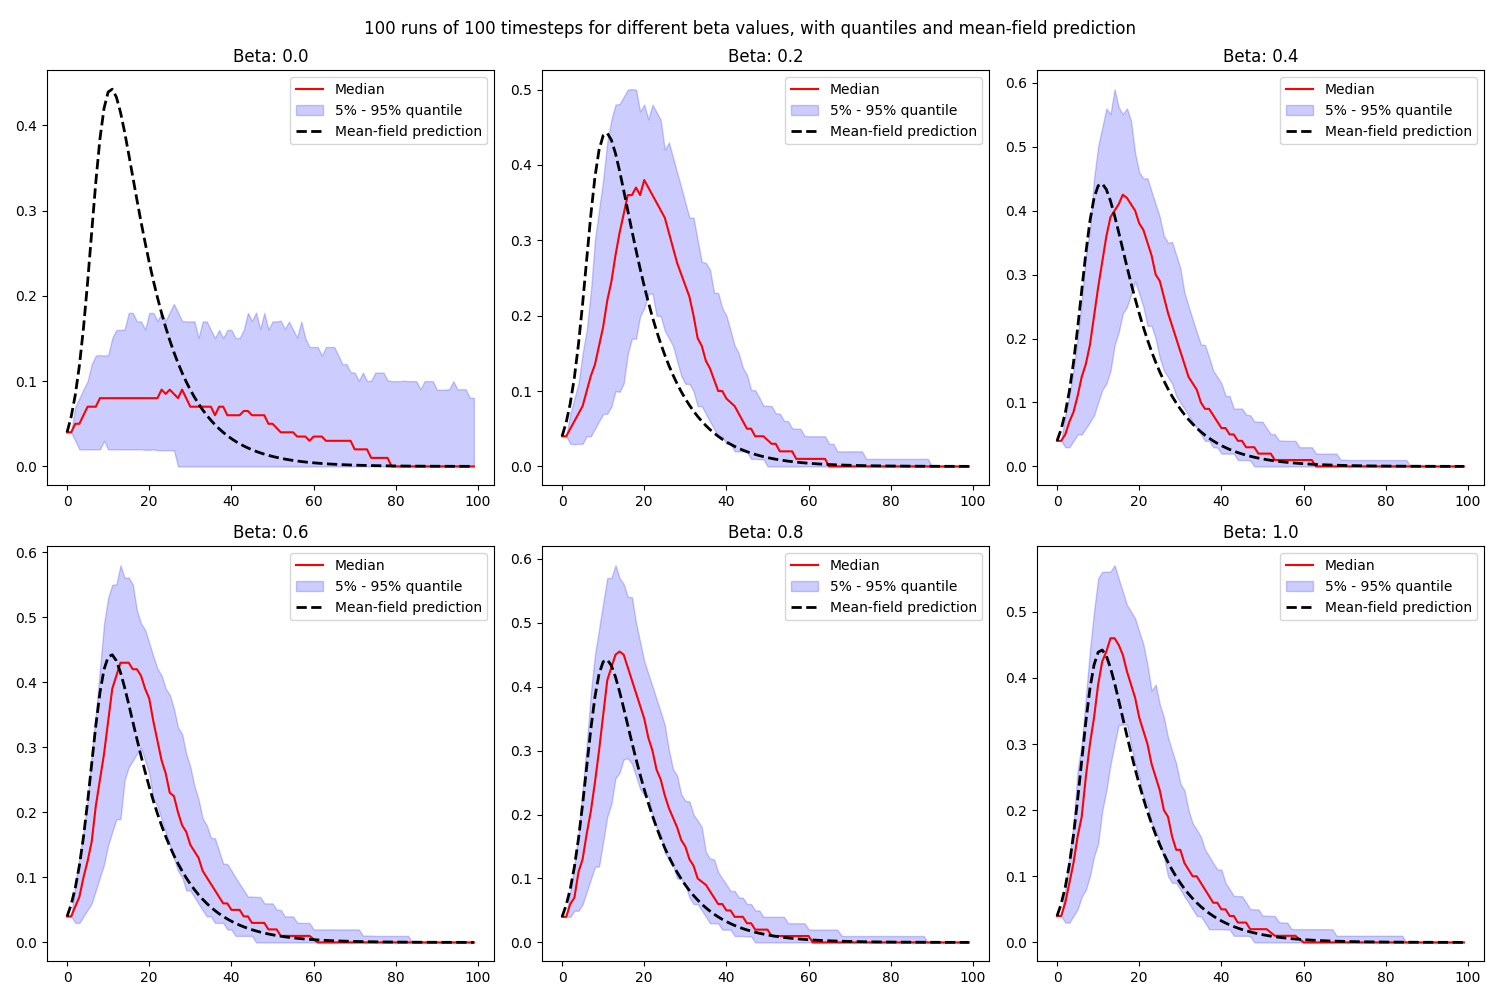 100 runs of 100 timesteps for different beta values, with quantiles and mean-field prediction
Beta: 0.0
Median
5% - 95% quantile
Mean-field prediction
0.4
0.3
0.2
0.1
0.0
0 20 40 60 80 100
Beta: 0.2
Median
5% - 95% quantile
Mean-field prediction
0.5
0.4
0.3
0.2
0.1
0.0
0 20 40 60 80 100
Beta: 0.4
Median
5% - 95% quantile
Mean-field prediction
0.6
0.5
0.4
0.3
0.2
0.1
0.0
0 20 40 60 80 100
Beta: 0.6
Median
5% - 95% quantile
Mean-field prediction
0.6
0.5
0.4
0.3
0.2
0.1
0.0
0 20 40 60 80 100
Beta: 0.8
Median
5% - 95% quantile
Mean-field prediction
0.6
0.5
0.4
0.3
0.2
0.1
0.0
0 20 40 60 80 100
Beta: 1.0
Median
5% - 95% quantile
Mean-field prediction
0.5
0.4
0.3
0.2
0.1
0.0
0 20 40 60 80 100